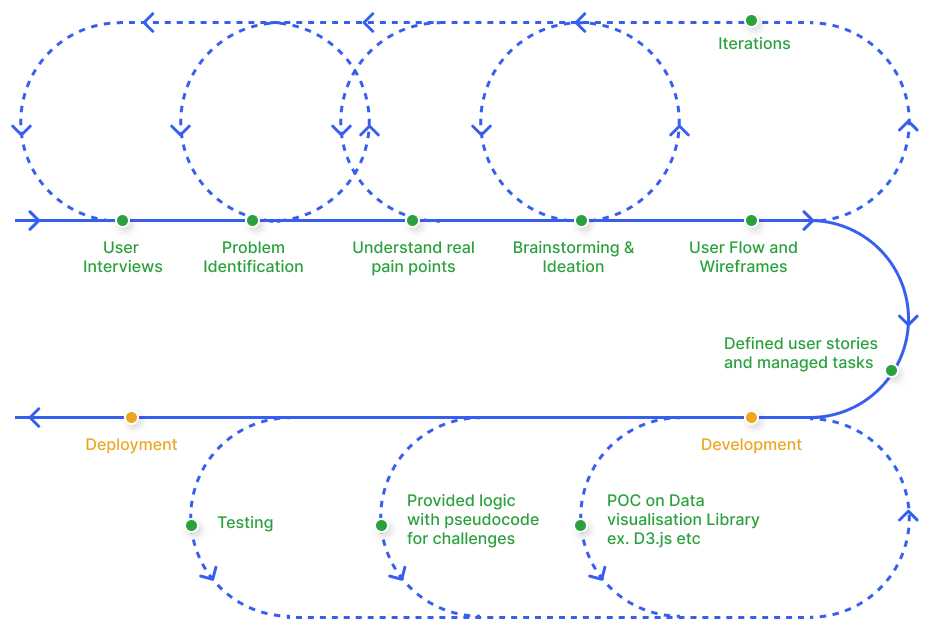 Iterations
User
Interviews
Problem
Identification
Understand real
pain points
Brainstorming &
Ideation
User Flow and
Wireframes
Defined user stories
and managed tasks
Deployment
Development
Testing
Provided logic
with pseudocode
for challenges
POC on Data
visualisation Library
ex. D3.js etc